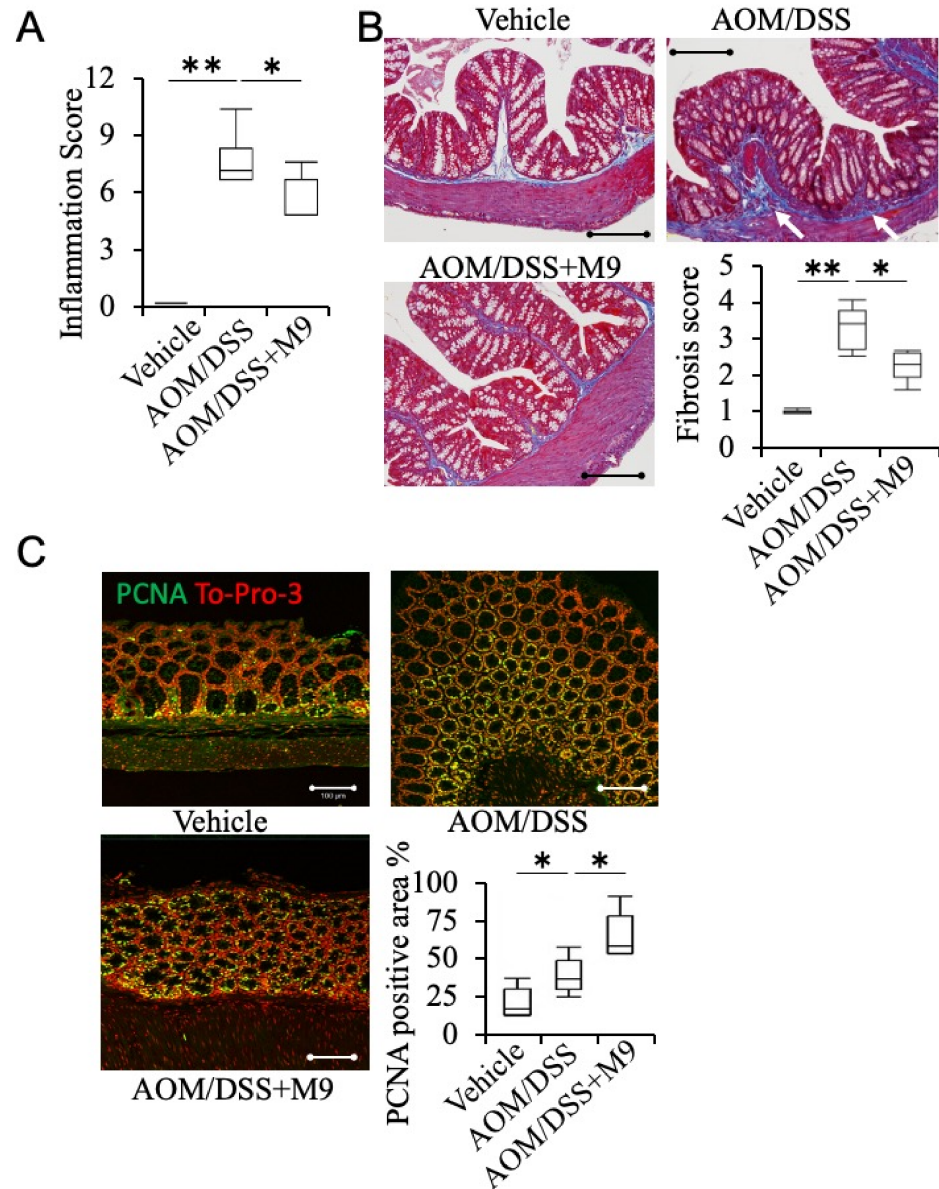 A
Inflammation Score
12
9
6
3
0
** *
Vehicle
AOM/DSS
AOM/DSS+M9
B
Vehicle
AOM/DSS
AOM/DSS+M9
Fibrosis score
5
4
3
2
1
0
** *
Vehicle
AOM/DSS
AOM/DSS+M9
C
PCNA To-Pro-3
100 µm
Vehicle
AOM/DSS
AOM/DSS+M9
PCNA positive area %
100
75
50
25
0
* *
Vehicle
AOM/DSS
AOM/DSS+M9